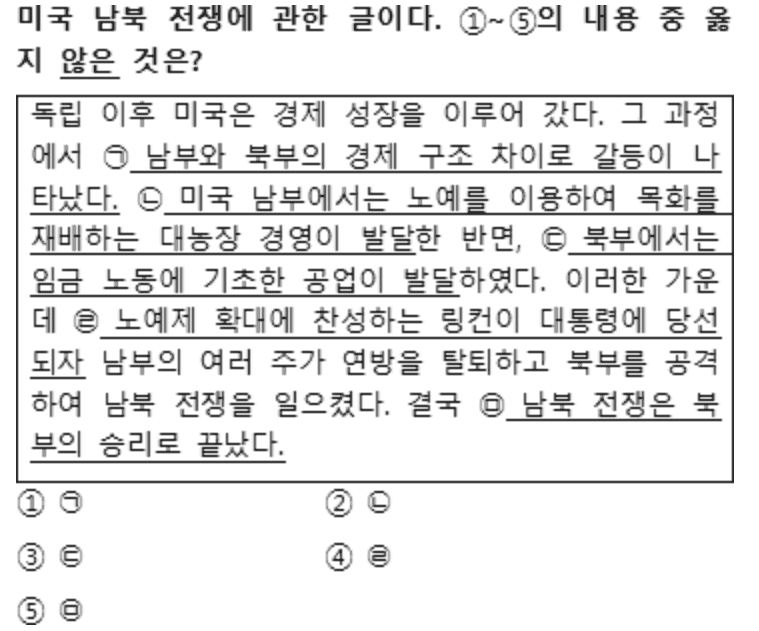 미국 남북 전쟁에 관한 글이다. ①~⑤의 내용 중 옳
지 않은 것은?
독립 이후 미국은 경제 성장을 이루어 갔다. 그 과정
에서 ㉠ 남부와 북부의 경제 구조 차이로 갈등이 나
타났다. ㉡ 미국 남부에서는 노예를 이용하여 목화를
재배하는 대농장 경영이 발달한 반면, ㉢ 북부에서는
임금 노동에 기초한 공업이 발달하였다. 이러한 가운
데 ㉣ 노예제 확대에 찬성하는 링컨이 대통령에 당선
되자 남부의 여러 주가 연방을 탈퇴하고 북부를 공격
하여 남북 전쟁을 일으켰다. 결국 ㉤ 남북 전쟁은 북
부의 승리로 끝났다.
① ㉠ ② ㉡
③ ㉢ ④ ㉣
⑤ ㉤